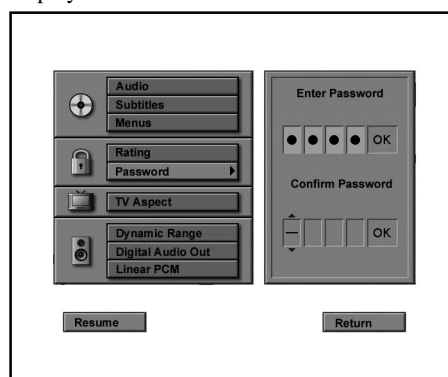 Audio
Subtitles
Menus
Rating
Password
TV Aspect
Dynamic Range
Digital Audio Out
Linear PCM
Enter Password
OK
Confirm Password
OK
Resume
Return